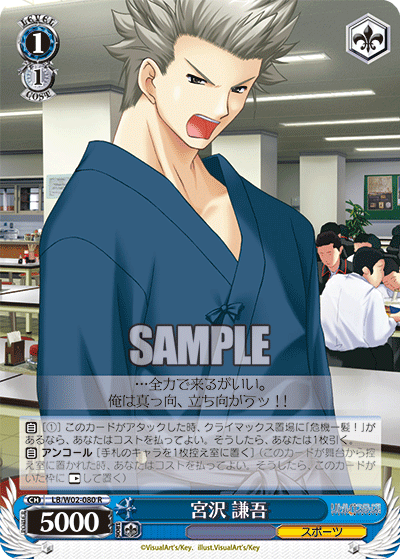 LEVEL
1
1
COST
SAMPLE
…全力で来るがいい。
俺は真っ向、立ち向かウッ！！
自 [①] このカードがアタックした時、クライマックス置場に「危機一髪！」が
あるなら、あなたはコストを払ってよい。そうしたら、あなたは1枚引く。
自 アンコール [手札のキャラを1枚控え室に置く] （このカードが舞台から控
え室に置かれた時、あなたはコストを払ってよい。そうしたら、このカードがい
た枠に置く）
CH LB/W02-080 R
宮沢 謙吾
5000
スポーツ
©VisualArt's/Key. illust.VisualArt's/Key